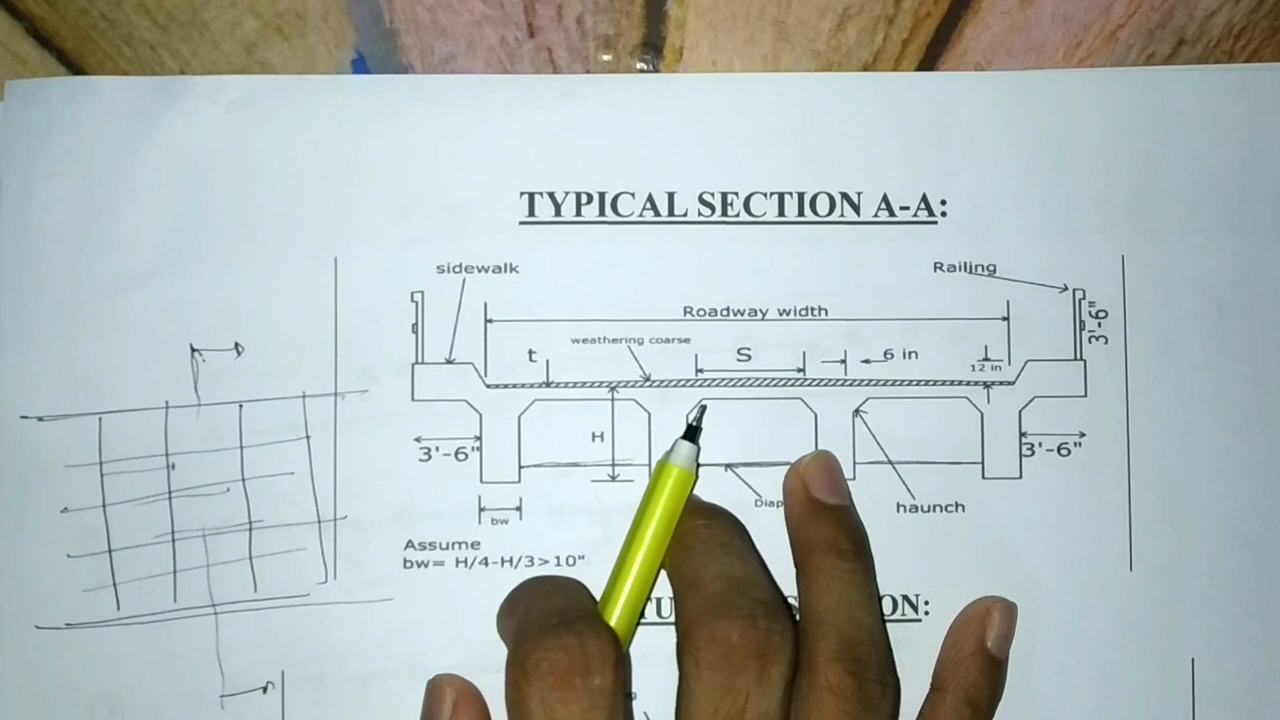 TYPICAL SECTION A-A:
sidewalk
Railing
Roadway width
3'-6"
weathering coarse
t
S
6 in
12 in
H
3'-6"
3'-6"
bw
haunch
Assume
bw= H/4-H/3>10"